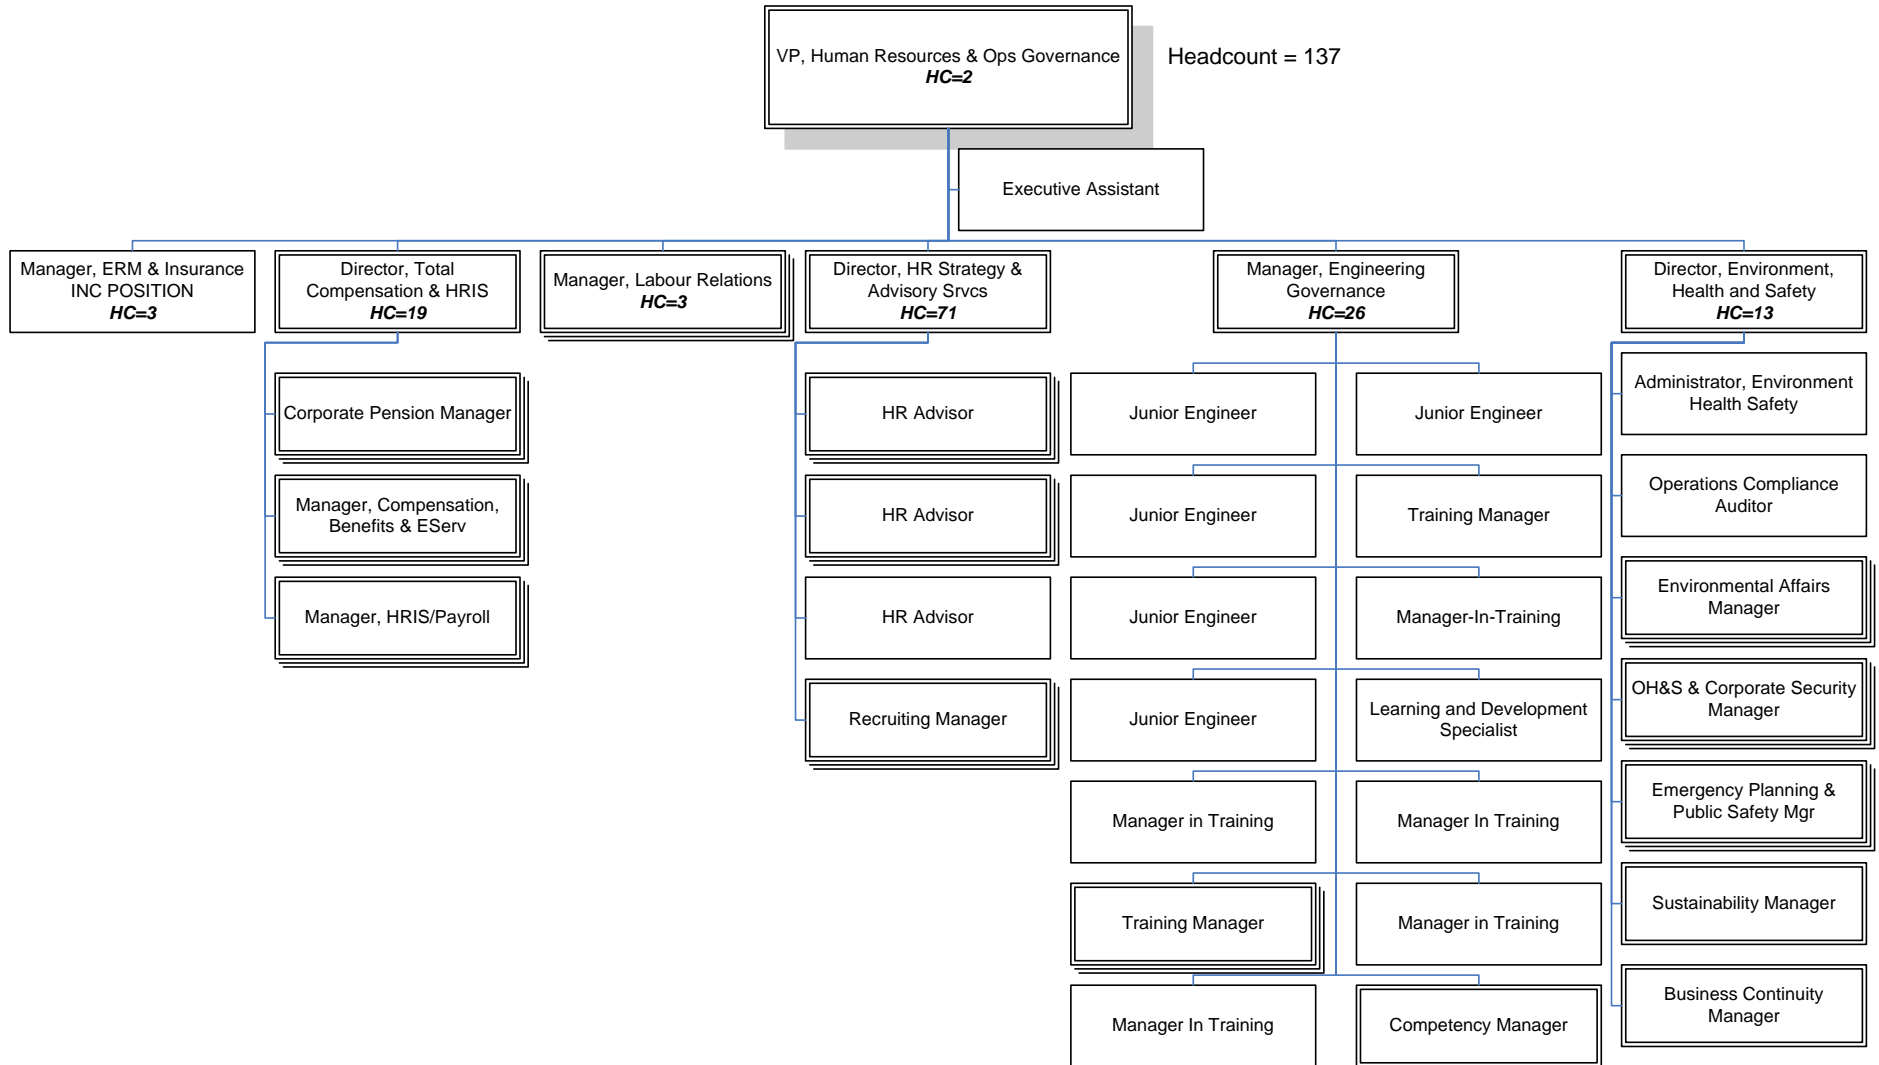 VP, Human Resources & Ops Governance
HC=2
Headcount = 137
Executive Assistant
Manager, ERM & Insurance
INC POSITION
HC=3
Director, Total
Compensation & HRIS
HC=19
Manager, Labour Relations
HC=3
Director, HR Strategy &
Advisory Srvcs
HC=71
Manager, Engineering
Governance
HC=26
Director, Environment,
Health and Safety
HC=13
Corporate Pension Manager
Manager, Compensation,
Benefits & EServ
Manager, HRIS/Payroll
HR Advisor
HR Advisor
HR Advisor
Recruiting Manager
Junior Engineer
Junior Engineer
Junior Engineer
Training Manager
Junior Engineer
Manager-In-Training
Junior Engineer
Learning and Development
Specialist
Manager in Training
Manager In Training
Training Manager
Manager in Training
Manager In Training
Competency Manager
Administrator, Environment
Health Safety
Operations Compliance
Auditor
Environmental Affairs
Manager
OH&S & Corporate Security
Manager
Emergency Planning &
Public Safety Mgr
Sustainability Manager
Business Continuity
Manager